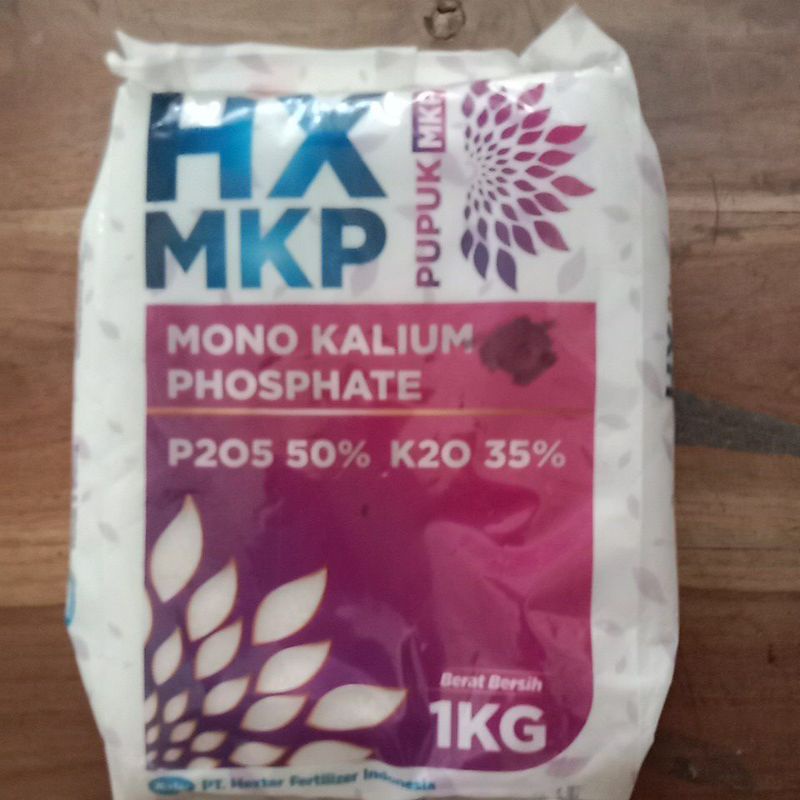 HX
MKP
PUPUK MKP
MONO KALIUM
PHOSPHATE
P2O5 50% K2O 35%
Berat Bersih
1KG
PT. Hextar Fertilizer Indonesia